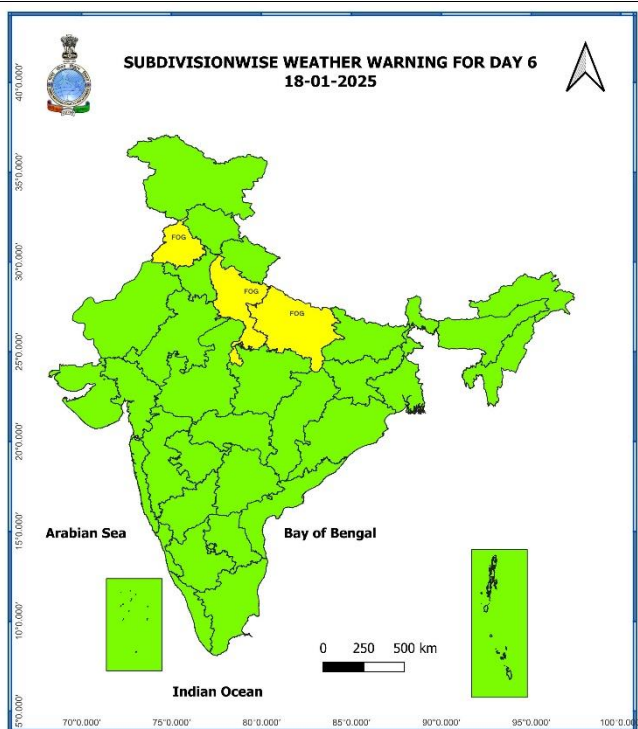 SUBDIVISIONWISE WEATHER WARNING FOR DAY 6
18-01-2025
40°0.000'
35°0.000'
30°0.000'
25°0.000'
20°0.000'
15°0.000'
10°0.000'
5°0.000'
FOG
FOG
FOG
Arabian Sea
Bay of Bengal
0 250 500 km
Indian Ocean
70°0.000' 75°0.000' 80°0.000' 85°0.000' 90°0.000' 95°0.000' 100°0.0